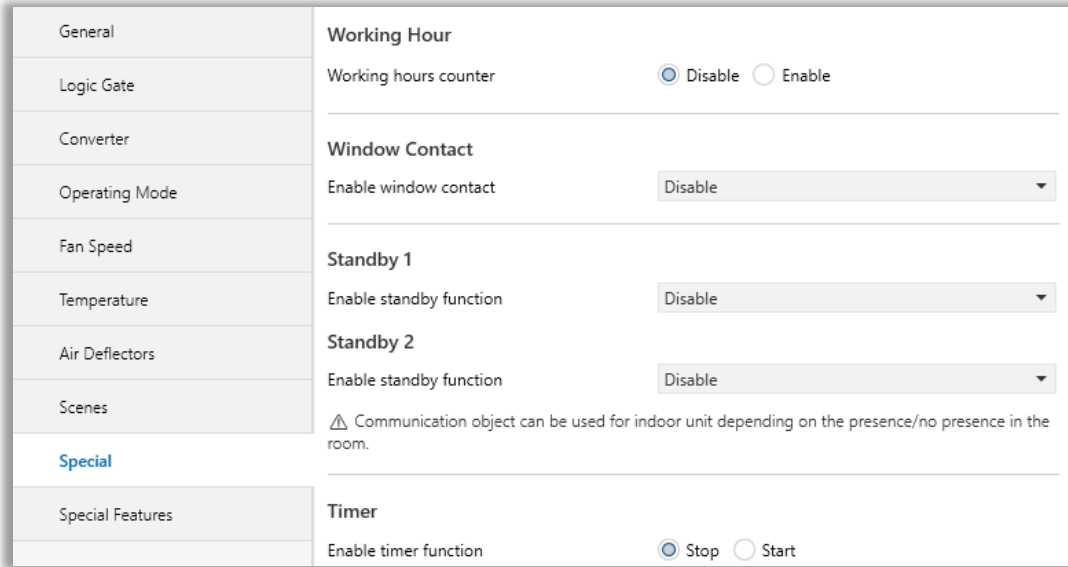 General
Logic Gate
Converter
Operating Mode
Fan Speed
Temperature
Air Deflectors
Scenes
Special
Special Features
Working Hour
Working hours counter Disable Enable
Window Contact
Enable window contact Disable
Standby 1
Enable standby function Disable
Standby 2
Enable standby function Disable
⚠ Communication object can be used for indoor unit depending on the presence/no presence in the
room.
Timer
Enable timer function Stop Start